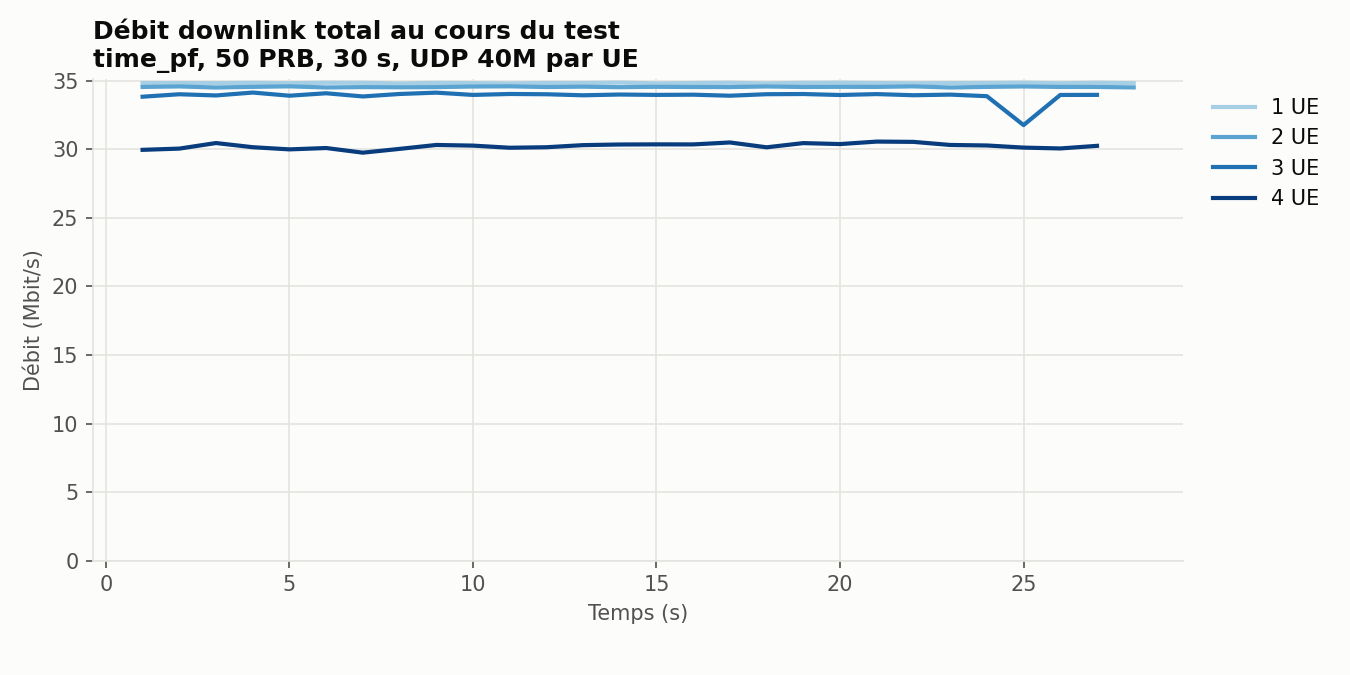 Débit downlink total au cours du test
time_pf, 50 PRB, 30 s, UDP 40M par UE
35
30
25
20
15
10
5
0
Débit (Mbit/s)
0 5 10 15 20 25
Temps (s)
1 UE
2 UE
3 UE
4 UE